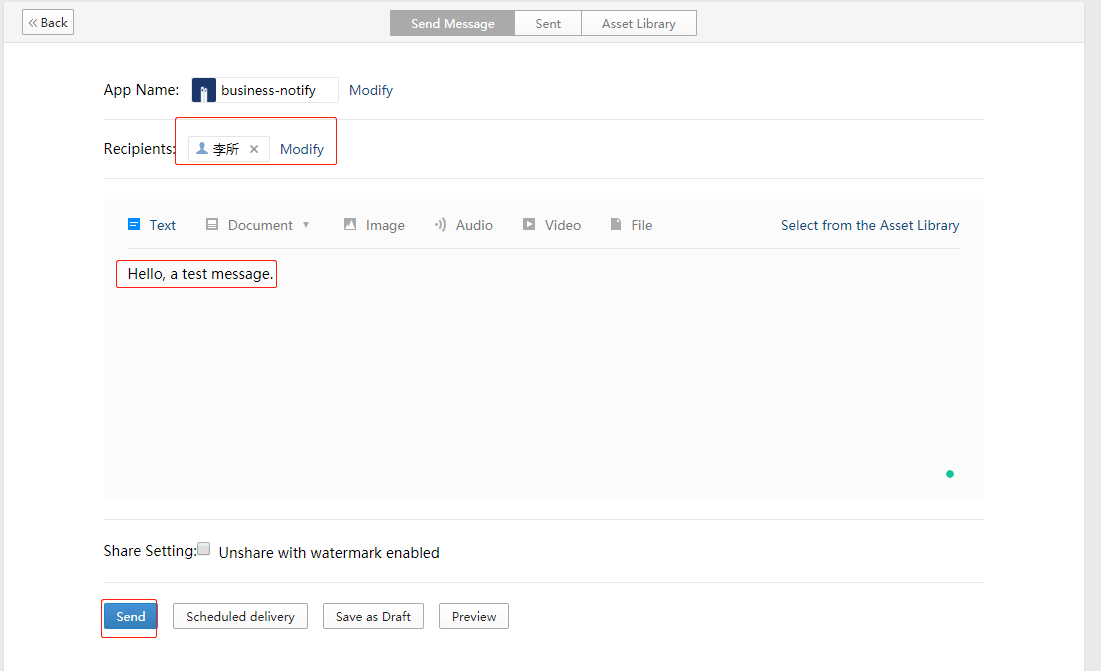 Back
Send Message Sent Asset Library
App Name: business-notify Modify
Recipients: 李所 × Modify
Text Document Image Audio Video File Select from the Asset Library
Hello, a test message.
Share Setting: Unshare with watermark enabled
Send Scheduled delivery Save as Draft Preview